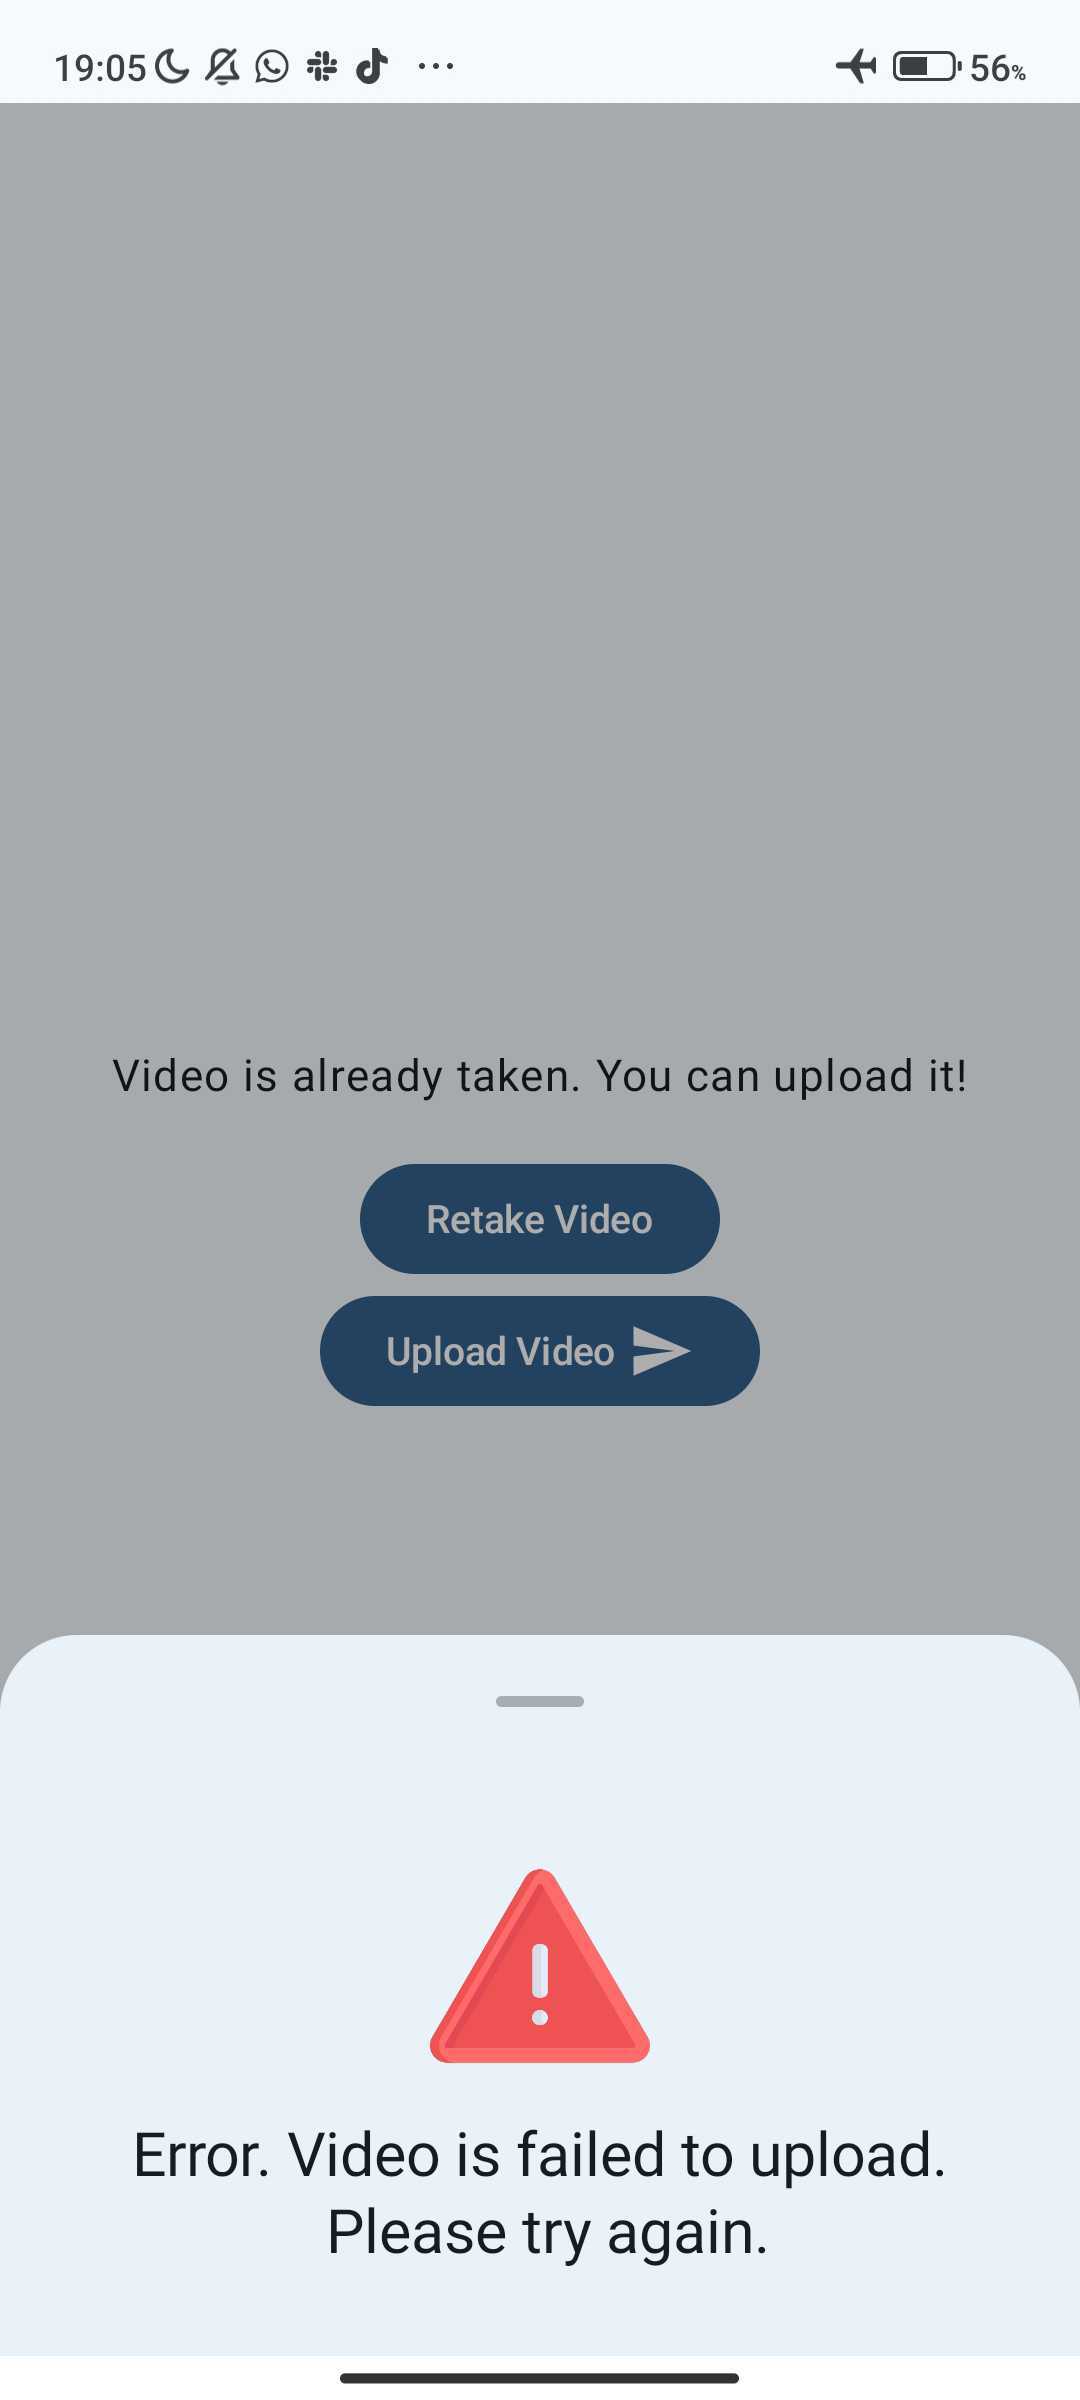 19:05 56%
Video is already taken. You can upload it!
Retake Video
Upload Video
Error. Video is failed to upload.
Please try again.